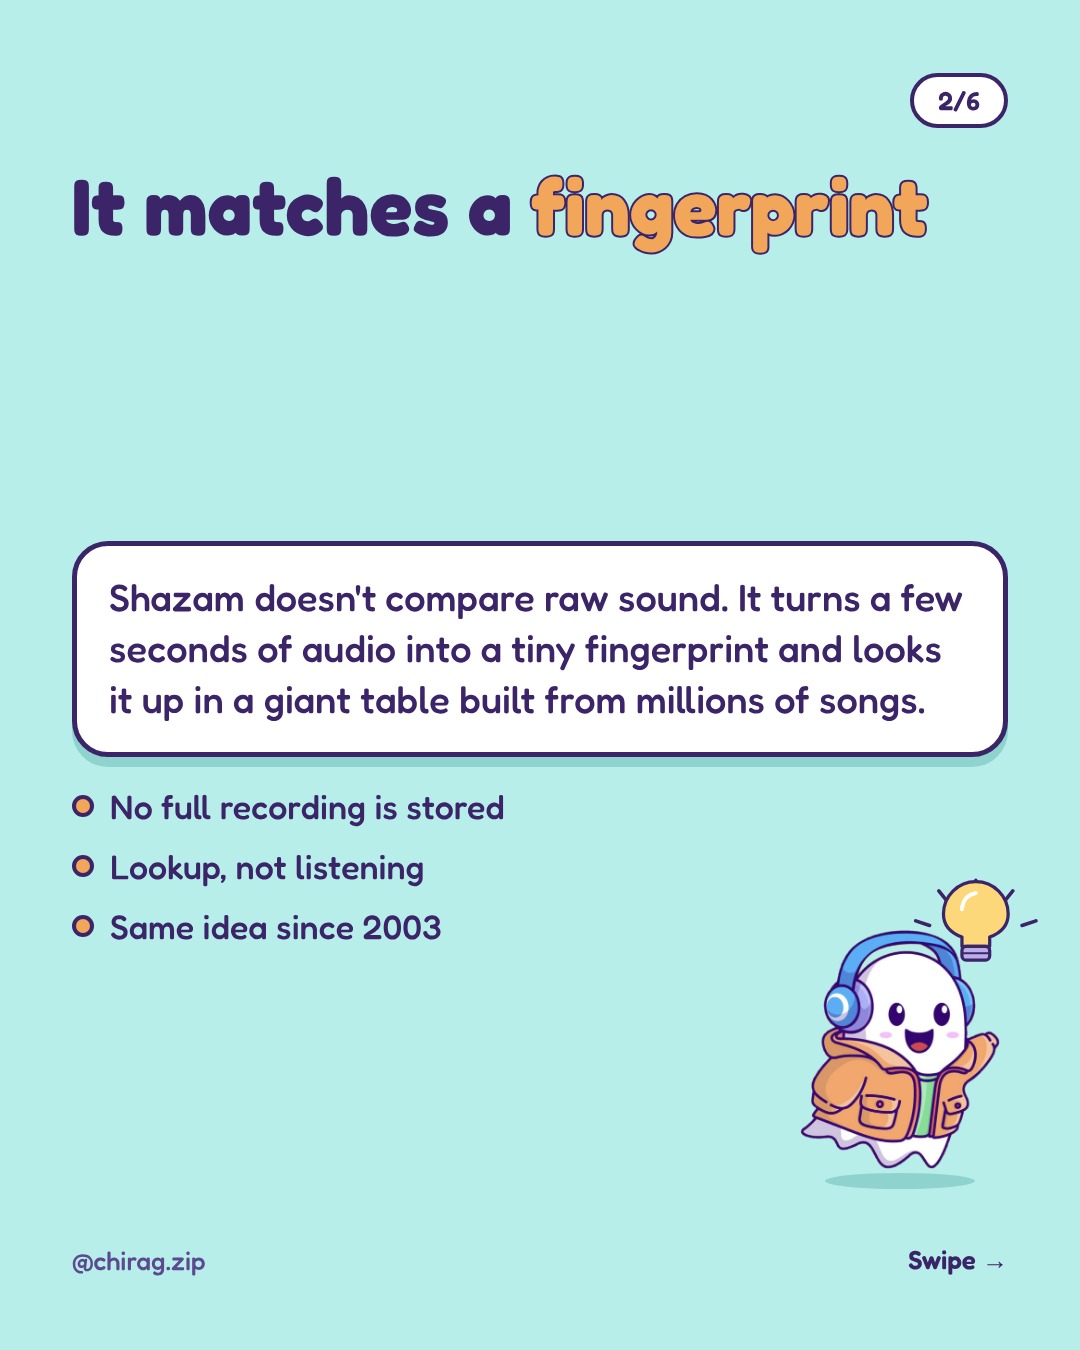 2/6
It matches a fingerprint
Shazam doesn't compare raw sound. It turns a few
seconds of audio into a tiny fingerprint and looks
it up in a giant table built from millions of songs.
No full recording is stored
Lookup, not listening
Same idea since 2003
@chirag.zip
Swipe →